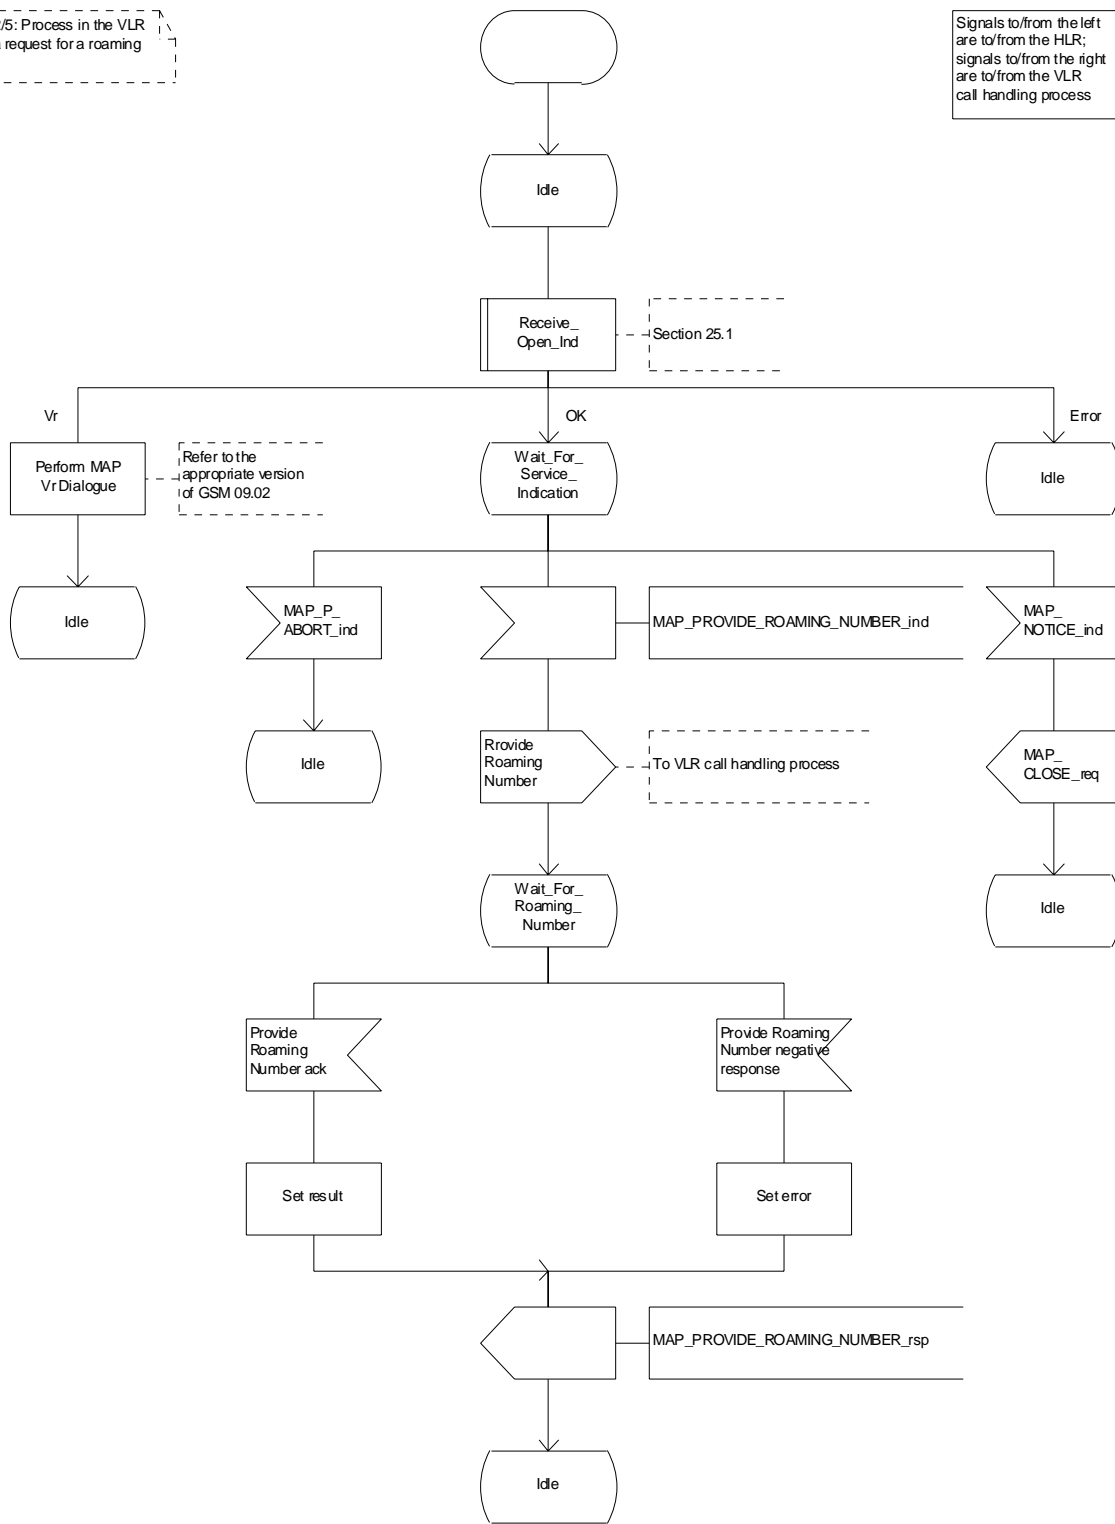 /5: Process in the VLR
request for a roaming
Signals to/from the left
are to/from the HLR;
signals to/from the right
are to/from the VLR
call handling process
Idle
Receive_
Open_Ind
Section 25.1
Vr
OK
Error
Perform MAP
Vr Dialogue
Refer to the
appropriate version
of GSM 09.02
Wait_For_
Service_
Indication
Idle
Idle
MAP_P_
ABORT_ind
MAP_PROVIDE_ROAMING_NUMBER_ind
MAP_
NOTICE_ind
Idle
Rrovide
Roaming
Number
To VLR call handling process
MAP_
CLOSE_req
Wait_For_
Roaming_
Number
Idle
Provide
Roaming
Number ack
Provide Roaming
Number negative
response
Set result
Set error
MAP_PROVIDE_ROAMING_NUMBER_rsp
Idle